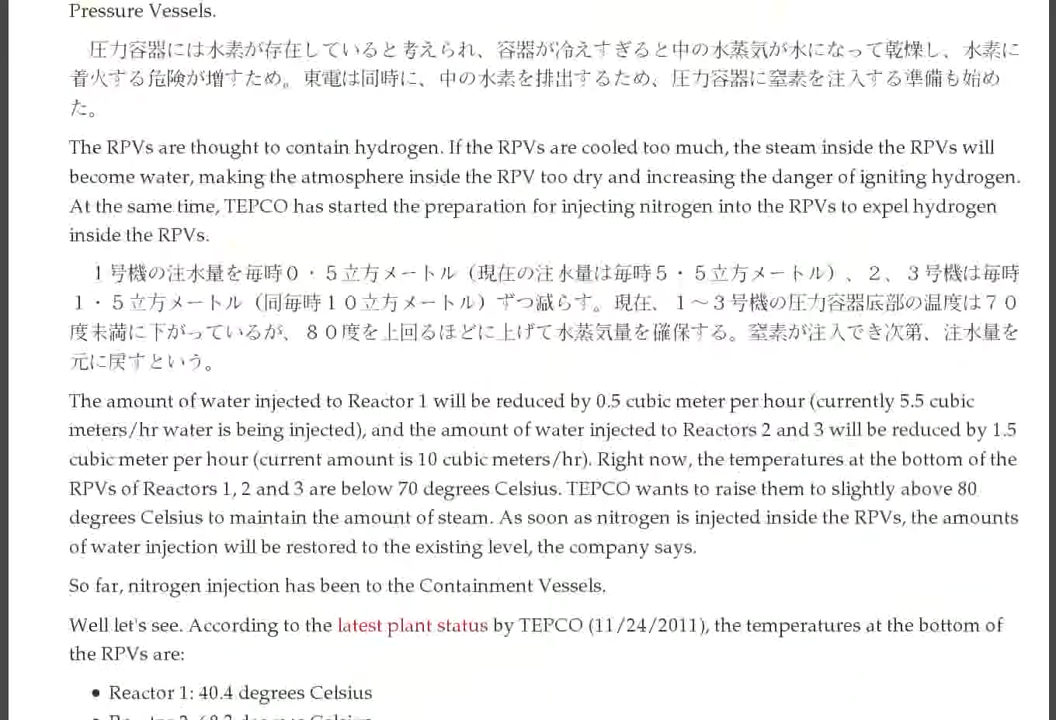 Pressure Vessels.
圧力容器には水素が存在していると考えられ、容器が冷えすぎると中の水蒸気が水になって乾燥し、水素に
着火する危険が増すため。東電は同時に、中の水素を排出するため、圧力容器に窒素を注入する準備も始め
た。
The RPVs are thought to contain hydrogen. If the RPVs are cooled too much, the steam inside the RPVs will
become water, making the atmosphere inside the RPV too dry and increasing the danger of igniting hydrogen.
At the same time, TEPCO has started the preparation for injecting nitrogen into the RPVs to expel hydrogen
inside the RPVs.
１号機の注水量を毎時０・５立方メートル（現在の注水量は毎時５・５立方メートル）、２、３号機は毎時
１・５立方メートル（同毎時１０立方メートル）ずつ減らす。現在、１～３号機の圧力容器底部の温度は７０
度未満に下がっているが、８０度を上回るほどに上げて水蒸気量を確保する。窒素が注入でき次第、注水量を
元に戻すという。
The amount of water injected to Reactor 1 will be reduced by 0.5 cubic meter per hour (currently 5.5 cubic
meters/hr water is being injected), and the amount of water injected to Reactors 2 and 3 will be reduced by 1.5
cubic meter per hour (current amount is 10 cubic meters/hr). Right now, the temperatures at the bottom of the
RPVs of Reactors 1, 2 and 3 are below 70 degrees Celsius. TEPCO wants to raise them to slightly above 80
degrees Celsius to maintain the amount of steam. As soon as nitrogen is injected inside the RPVs, the amounts
of water injection will be restored to the existing level, the company says.
So far, nitrogen injection has been to the Containment Vessels.
Well let's see. According to the latest plant status by TEPCO (11/24/2011), the temperatures at the bottom of
the RPVs are:
• Reactor 1: 40.4 degrees Celsius